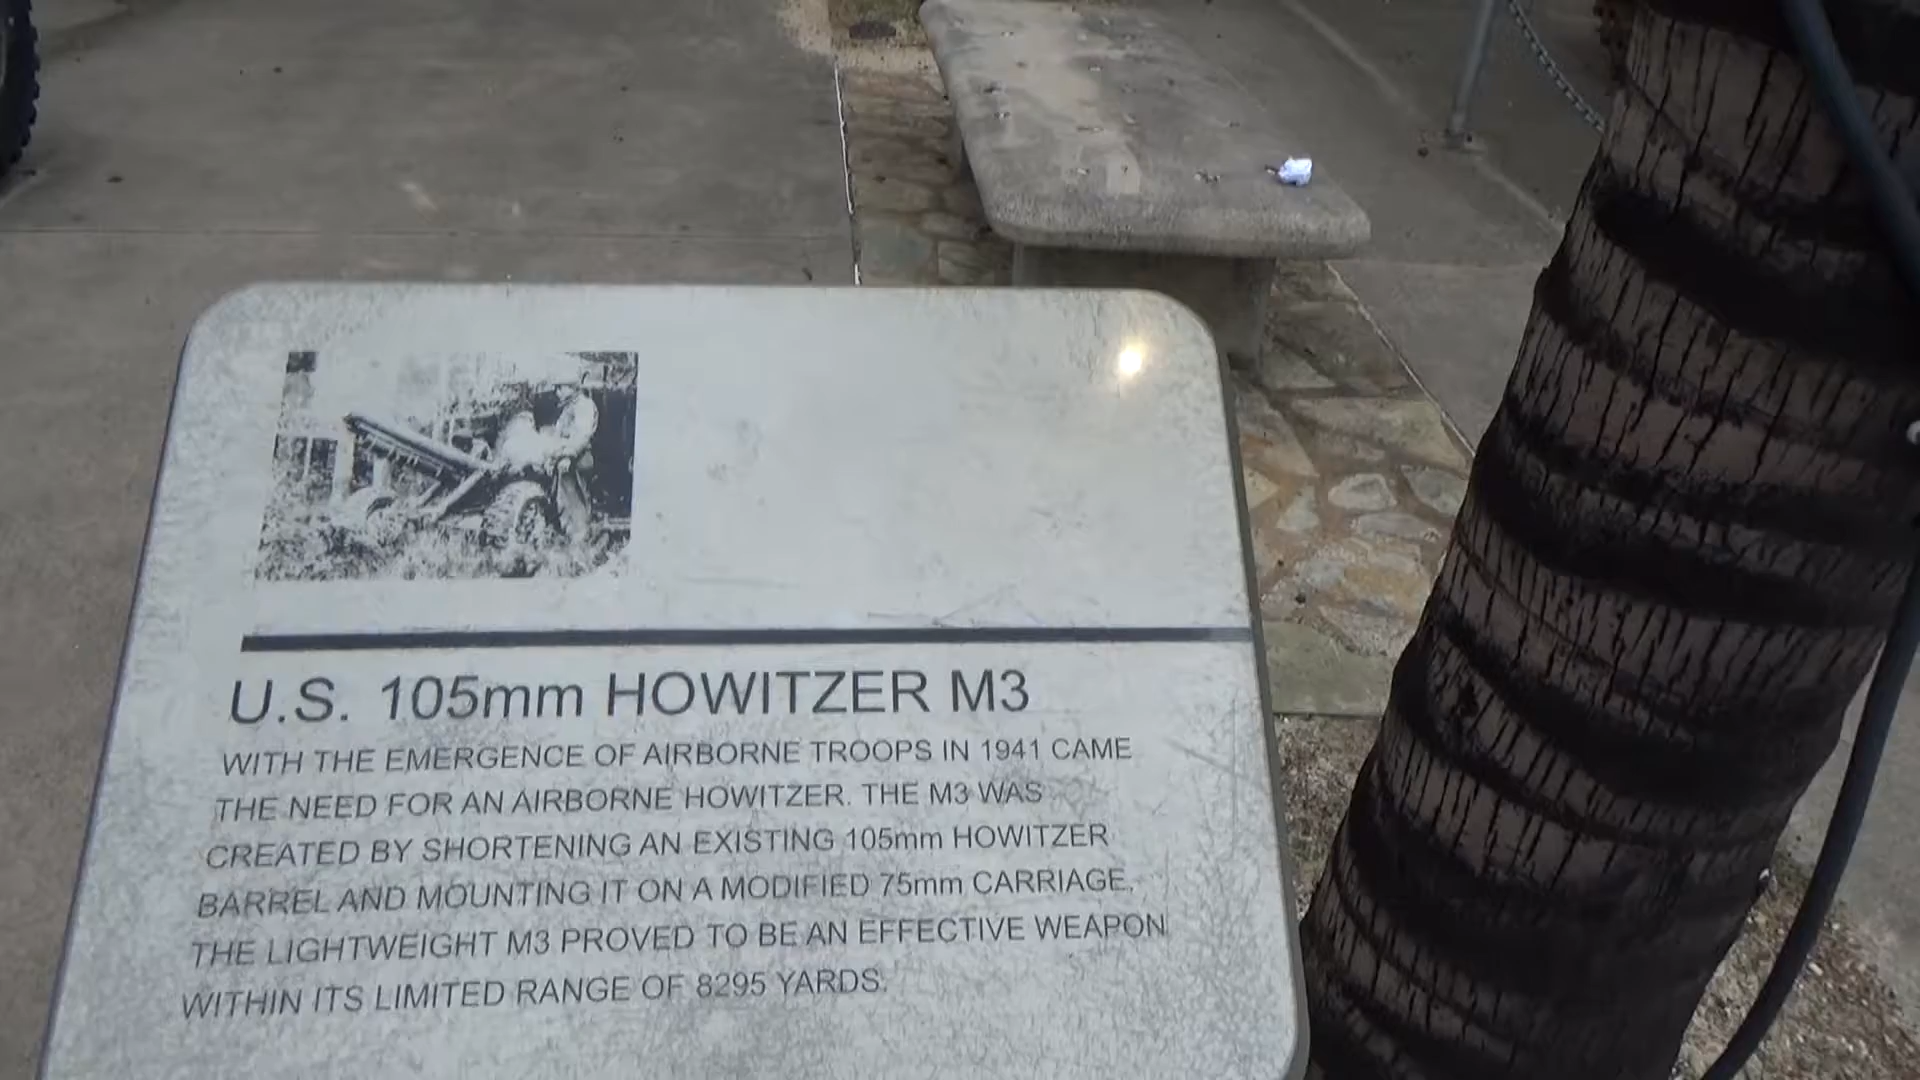 U.S. 105mm HOWITZER M3
WITH THE EMERGENCE OF AIRBORNE TROOPS IN 1941 CAME
THE NEED FOR AN AIRBORNE HOWITZER. THE M3 WAS
CREATED BY SHORTENING AN EXISTING 105mm HOWITZER
BARREL AND MOUNTING IT ON A MODIFIED 75mm CARRIAGE,
THE LIGHTWEIGHT M3 PROVED TO BE AN EFFECTIVE WEAPON
WITHIN ITS LIMITED RANGE OF 8295 YARDS.